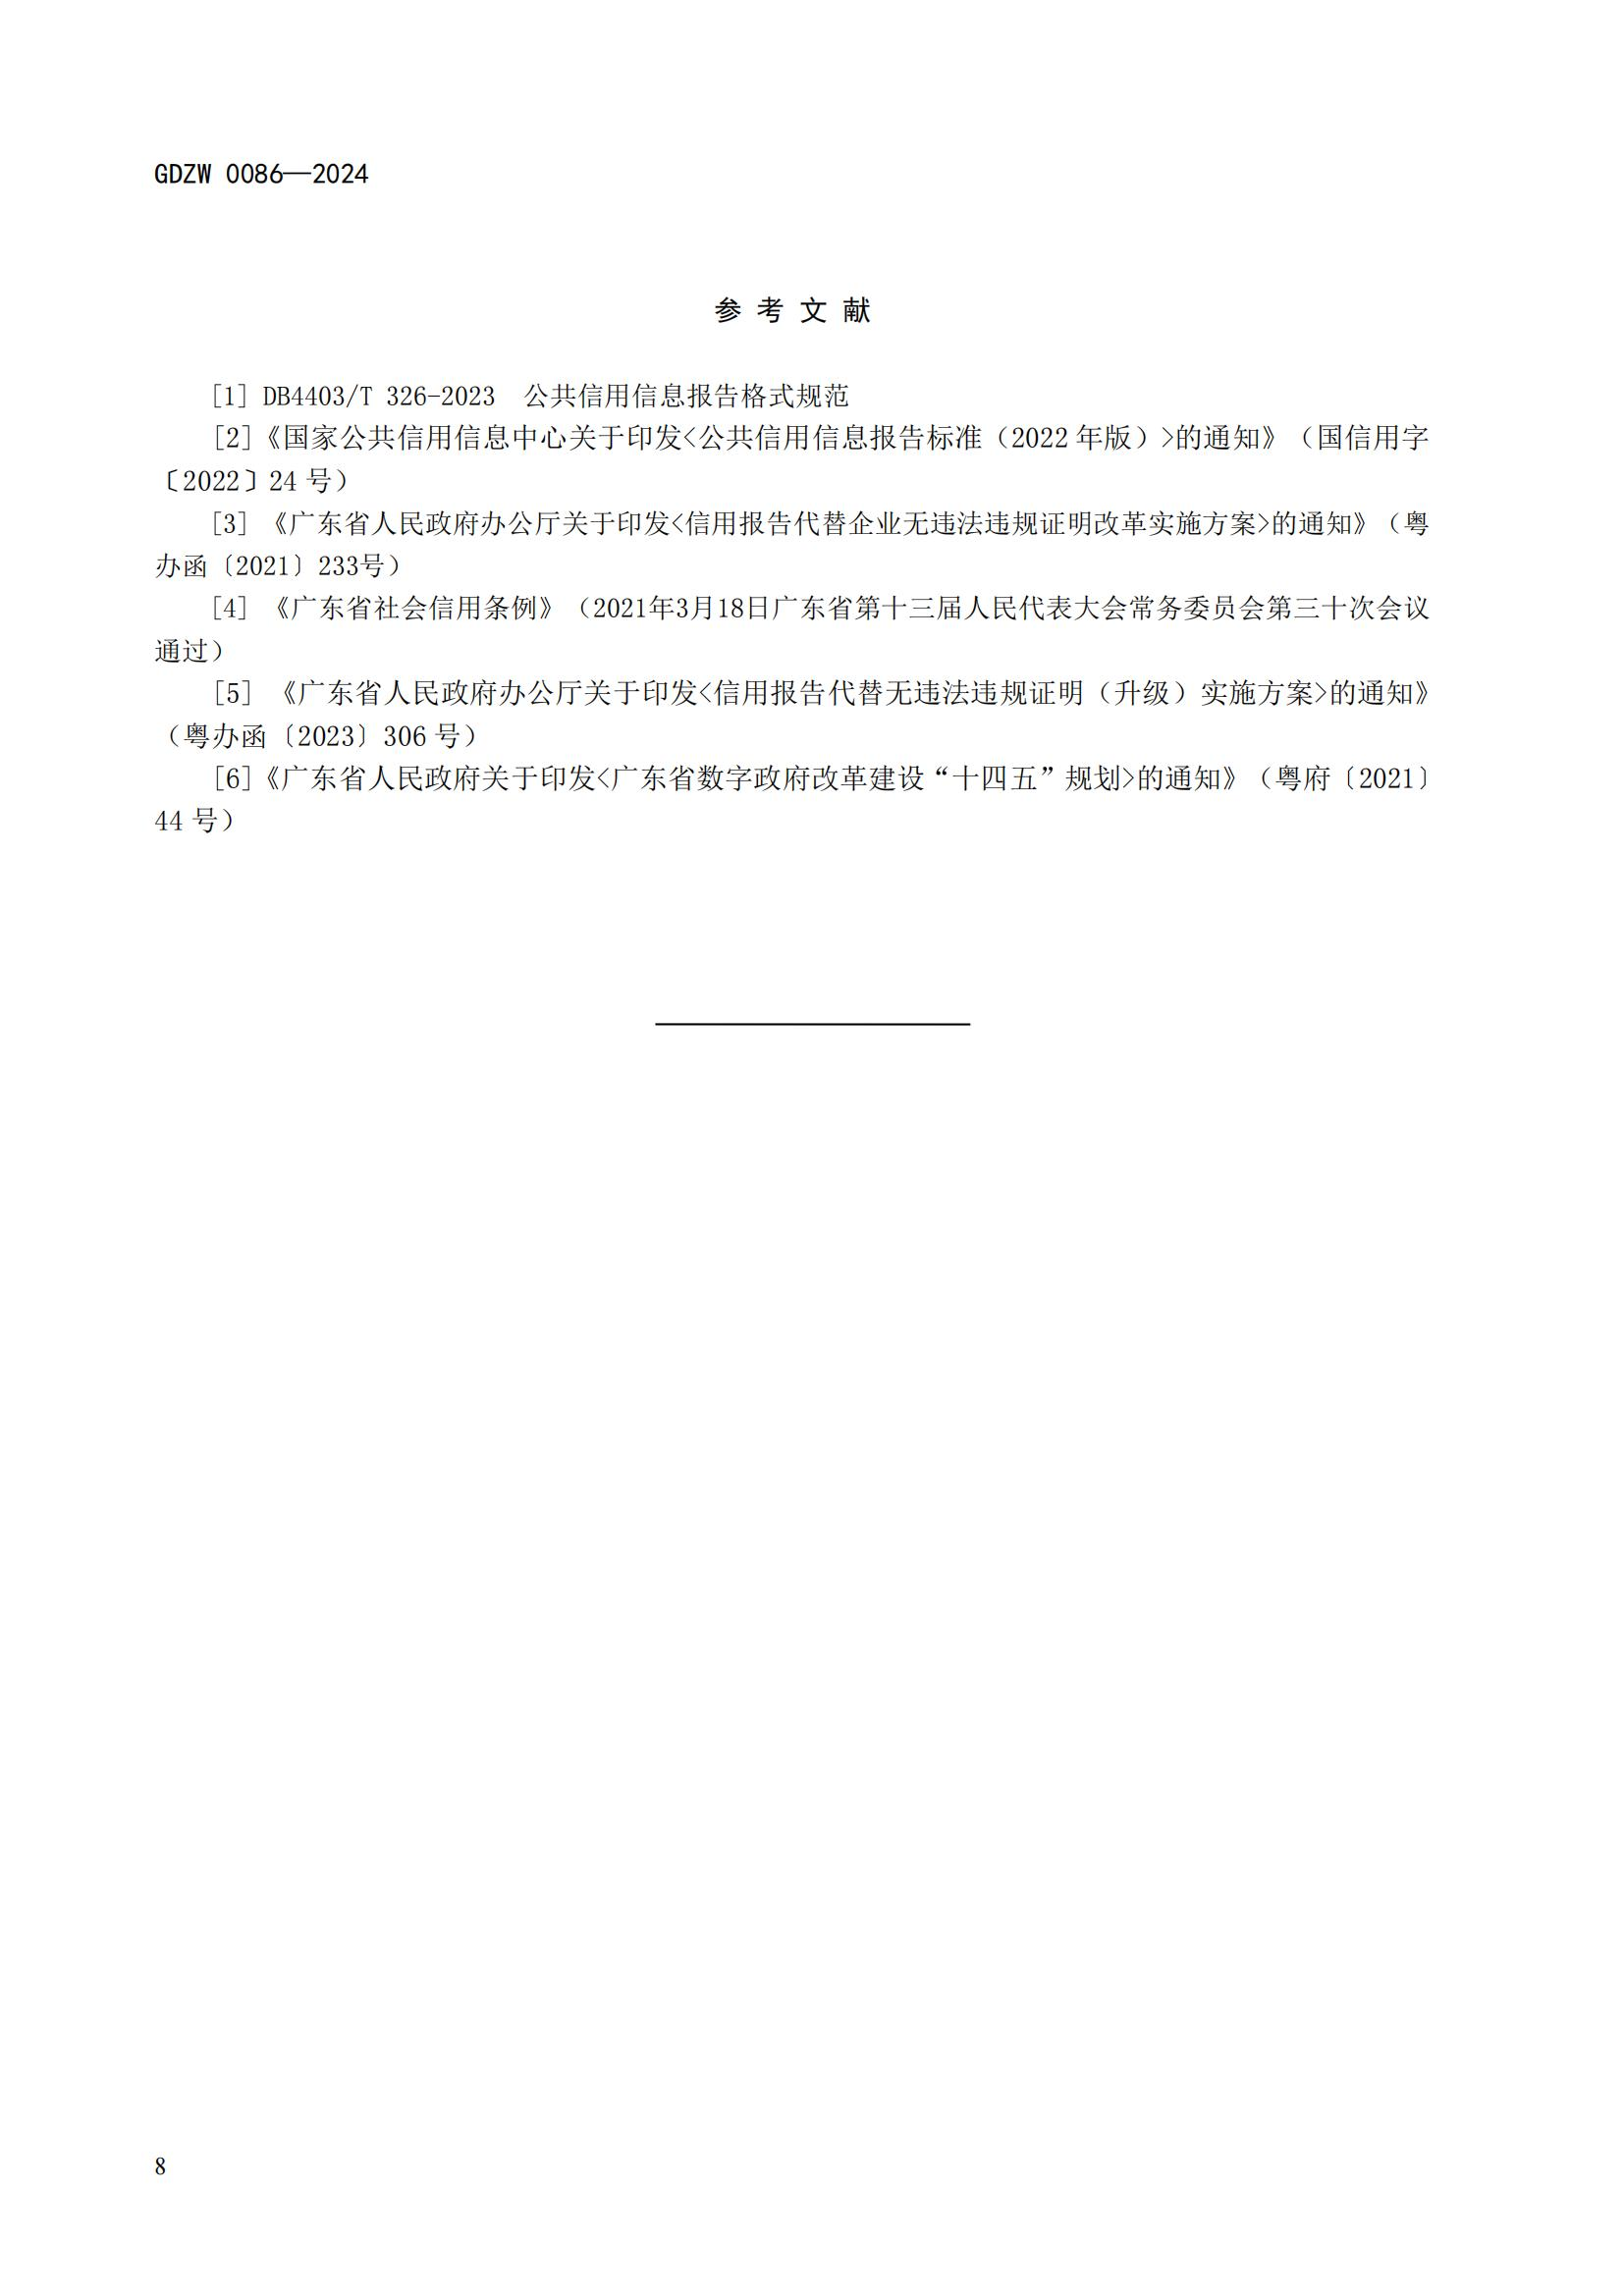 GDZW 0086—2024
参 考 文 献
[1] DB4403/T 326-2023 公共信用信息报告格式规范
[2]《国家公共信用信息中心关于印发<公共信用信息报告标准（2022 年版）>的通知》（国信用字
〔2022〕24 号）
[3] 《广东省人民政府办公厅关于印发<信用报告代替企业无违法违规证明改革实施方案>的通知》（粤
办函〔2021〕233号）
[4] 《广东省社会信用条例》（2021年3月18日广东省第十三届人民代表大会常务委员会第三十次会议
通过）
[5] 《广东省人民政府办公厅关于印发<信用报告代替无违法违规证明（升级）实施方案>的通知》
（粤办函〔2023〕306 号）
[6]《广东省人民政府关于印发<广东省数字政府改革建设“十四五”规划>的通知》（粤府〔2021〕
44 号）
8